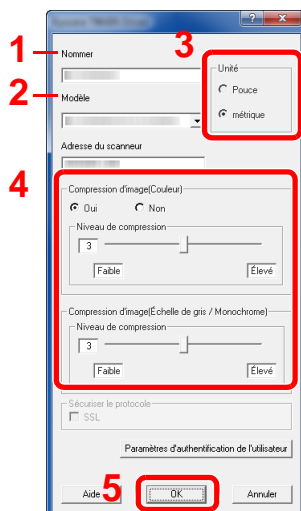 1
Nommer
2
Modèle
Adresse du scanneur
3
Unité
Pouce
métrique
4
Compression d'image(Couleur)
Oui Non
Niveau de compression
3
Faible Élevé
Compression d'image(Échelle de gris / Monochrome)
Niveau de compression
3
Faible Élevé
Sécuriser le protocole
SSL
Paramètres d'authentification de l'utilisateur
Aide 5 OK Annuler